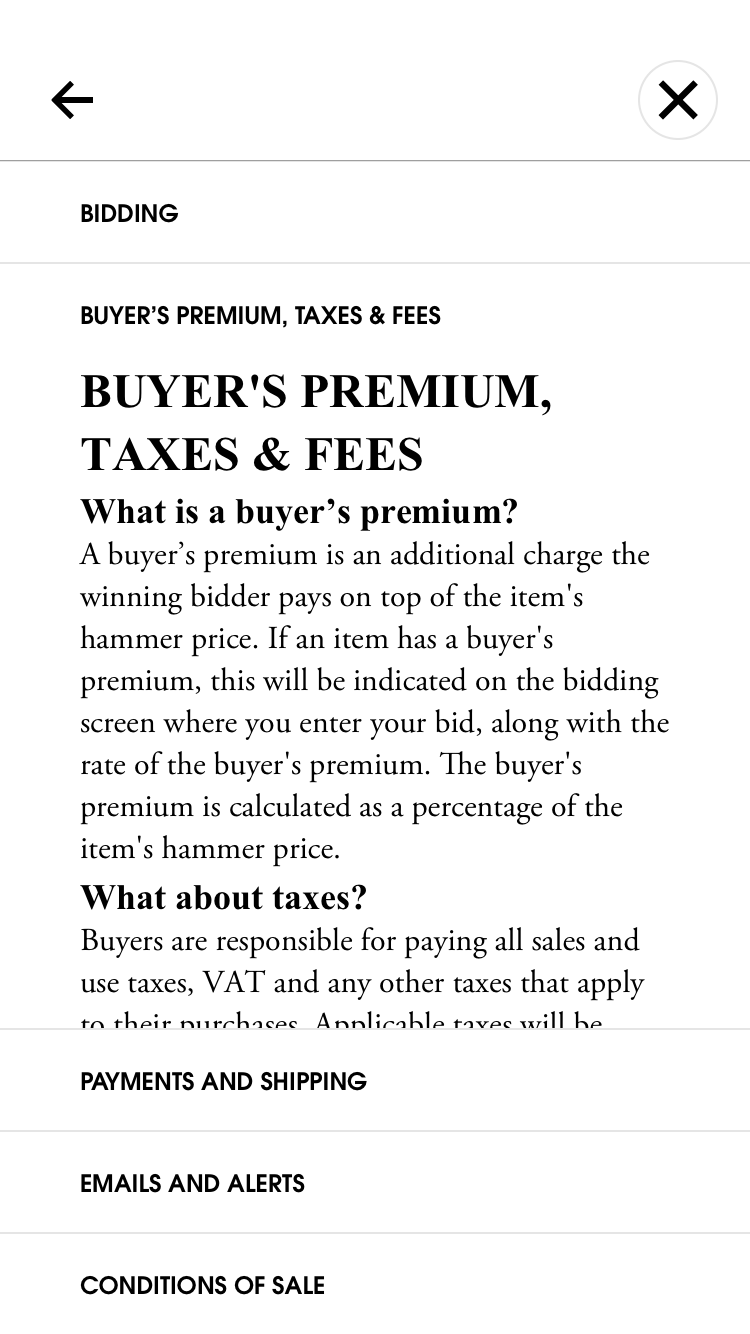 BIDDING
BUYER’S PREMIUM, TAXES & FEES
BUYER'S PREMIUM,
TAXES & FEES
What is a buyer’s premium?
A buyer’s premium is an additional charge the
winning bidder pays on top of the item's
hammer price. If an item has a buyer's
premium, this will be indicated on the bidding
screen where you enter your bid, along with the
rate of the buyer's premium. The buyer's
premium is calculated as a percentage of the
item's hammer price.
What about taxes?
Buyers are responsible for paying all sales and
use taxes, VAT and any other taxes that apply
to their purchases. Applicable taxes will be
PAYMENTS AND SHIPPING
EMAILS AND ALERTS
CONDITIONS OF SALE